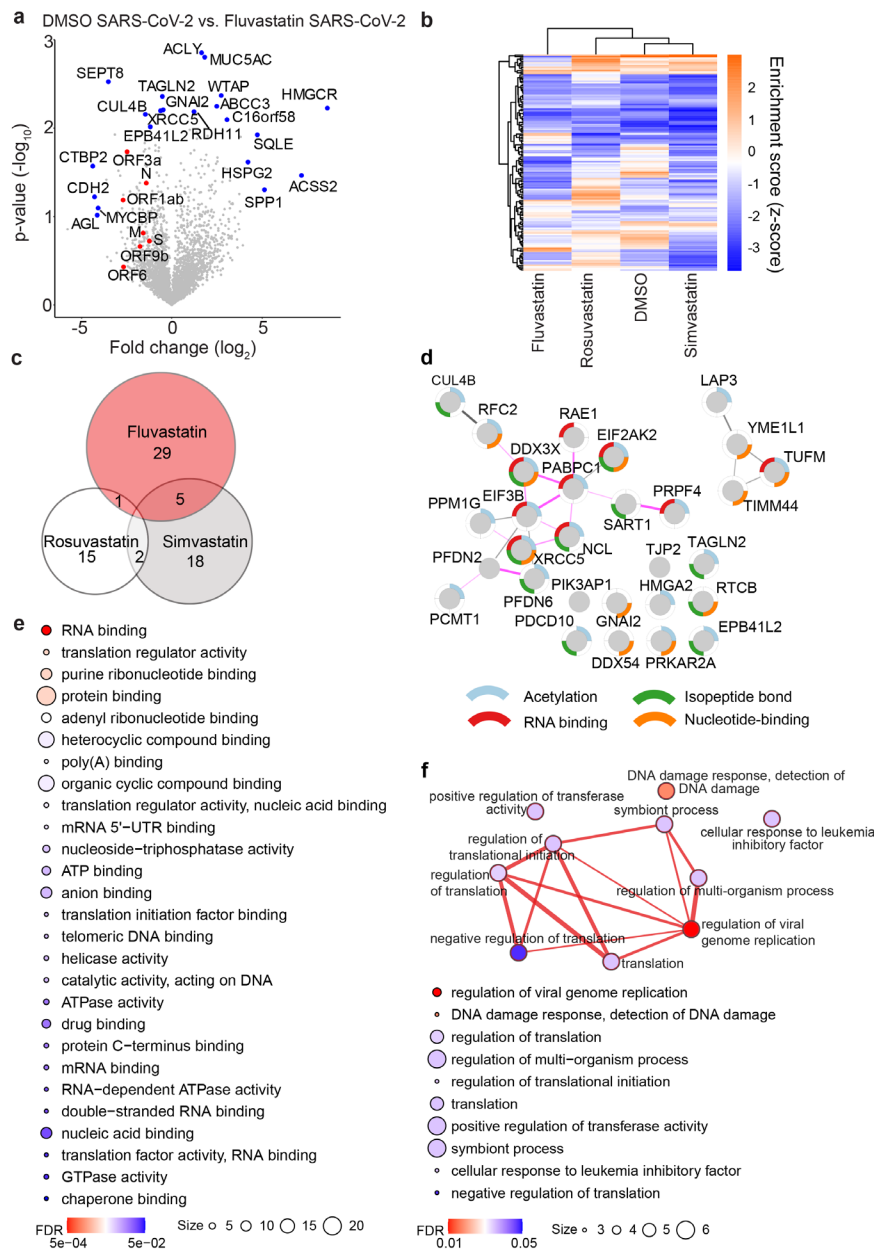 a
DMSO SARS-CoV-2 vs. Fluvastatin SARS-CoV-2
3
2
1
0
p-value (-log10)
ACLY
MUC5AC
SEPT8
TAGLN2
WTAP
HMGCR
CUL4B
GNAI2
ABCC3
XRCC5
C16orf58
EPB41L2
RDH11
SQLE
CTBP2
ORF3a
HSPG2
N
ACSS2
CDH2
ORF1ab
SPP1
MYCBP
AGL
M
S
ORF9b
ORF6
-5
0
5
Fold change (log2)
b
Fluvastatin
Rosuvastatin
DMSO
Simvastatin
2
1
0
-1
-2
-3
Enrichment scroe (z-score)
c
Fluvastatin
29
1
5
Rosuvastatin
15
2
Simvastatin
18
d
CUL4B
LAP3
RFC2
RAE1
YME1L1
DDX3X
EIF2AK2
PABPC1
TUFM
EIF3B
PRPF4
TIMM44
PPM1G
SART1
NCL
XRCC5
TJP2
TAGLN2
PFDN2
PIK3AP1
HMGA2
RTCB
PFDN6
PCMT1
PDCD10
GNAI2
EPB41L2
DDX54
PRKAR2A
Acetylation
Isopeptide bond
RNA binding
Nucleotide-binding
e
RNA binding
translation regulator activity
purine ribonucleotide binding
protein binding
adenyl ribonucleotide binding
heterocyclic compound binding
poly(A) binding
organic cyclic compound binding
translation regulator activity, nucleic acid binding
mRNA 5'-UTR binding
nucleoside−triphosphatase activity
ATP binding
anion binding
translation initiation factor binding
telomeric DNA binding
helicase activity
catalytic activity, acting on DNA
ATPase activity
drug binding
protein C−terminus binding
mRNA binding
RNA−dependent ATPase activity
double−stranded RNA binding
nucleic acid binding
translation factor activity, RNA binding
GTPase activity
chaperone binding
FDR
5e−04
5e−02
Size 5 10 15 20
f
DNA damage response, detection of
DNA damage
positive regulation of transferase
activity
symbiont process
cellular response to leukemia
inhibitory factor
regulation of
translational initiation
regulation
of translation
regulation of multi-organism process
regulation of viral
genome replication
negative regulation of translation
translation
regulation of viral genome replication
DNA damage response, detection of DNA damage
regulation of translation
regulation of multi−organism process
regulation of translational initiation
translation
positive regulation of transferase activity
symbiont process
cellular response to leukemia inhibitory factor
negative regulation of translation
FDR
0.01
0.05
Size 3 4 5 6